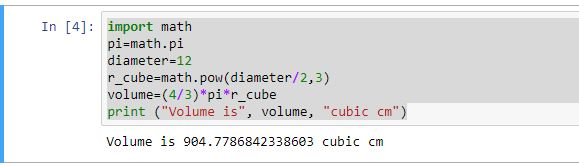 In [4]: import math
pi=math.pi
diameter=12
r_cube=math.pow(diameter/2,3)
volume=(4/3)*pi*r_cube
print ("Volume is", volume, "cubic cm")
Volume is 904.7786842338603 cubic cm